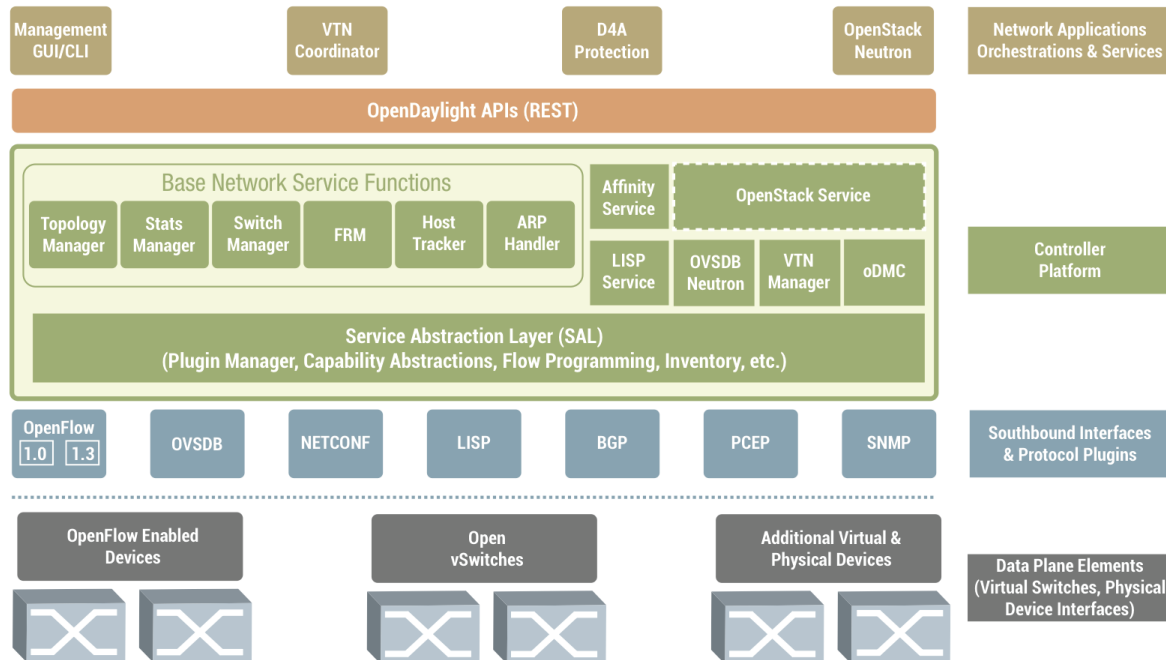 Management
GUI/CLI
VTN
Coordinator
D4A
Protection
OpenStack
Neutron
Network Applications
Orchestrations & Services
OpenDaylight APIs (REST)
Base Network Service Functions
Topology
Manager
Stats
Manager
Switch
Manager
FRM
Host
Tracker
ARP
Handler
Affinity
Service
OpenStack Service
LISP
Service
OVSDB
Neutron
VTN
Manager
oDMC
Controller
Platform
Service Abstraction Layer (SAL)
(Plugin Manager, Capability Abstractions, Flow Programming, Inventory, etc.)
OpenFlow
1.0 1.3
OVSDB
NETCONF
LISP
BGP
PCEP
SNMP
Southbound Interfaces
& Protocol Plugins
OpenFlow Enabled
Devices
Open
vSwitches
Additional Virtual &
Physical Devices
Data Plane Elements
(Virtual Switches, Physical
Device Interfaces)